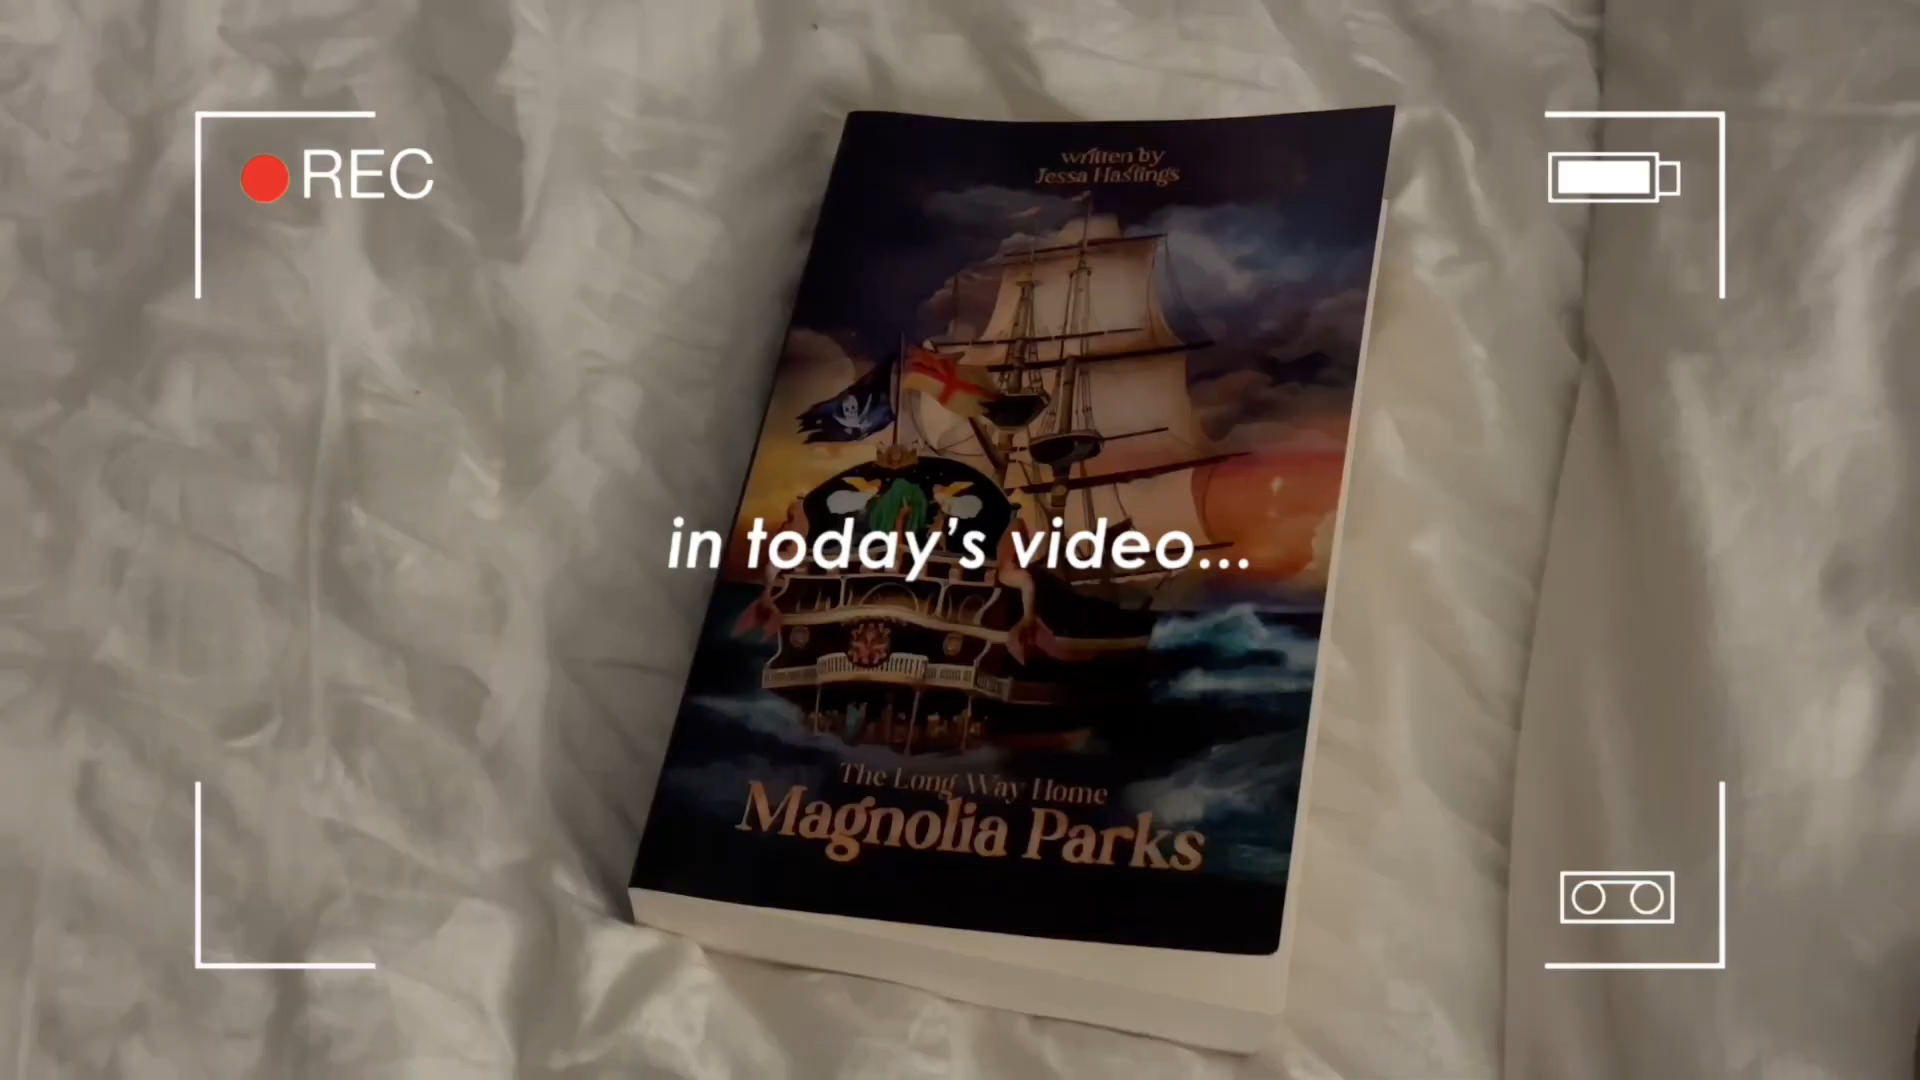 REC
written by
Jessa Hastings
in today's video...
The Long Way Home
Magnolia Parks